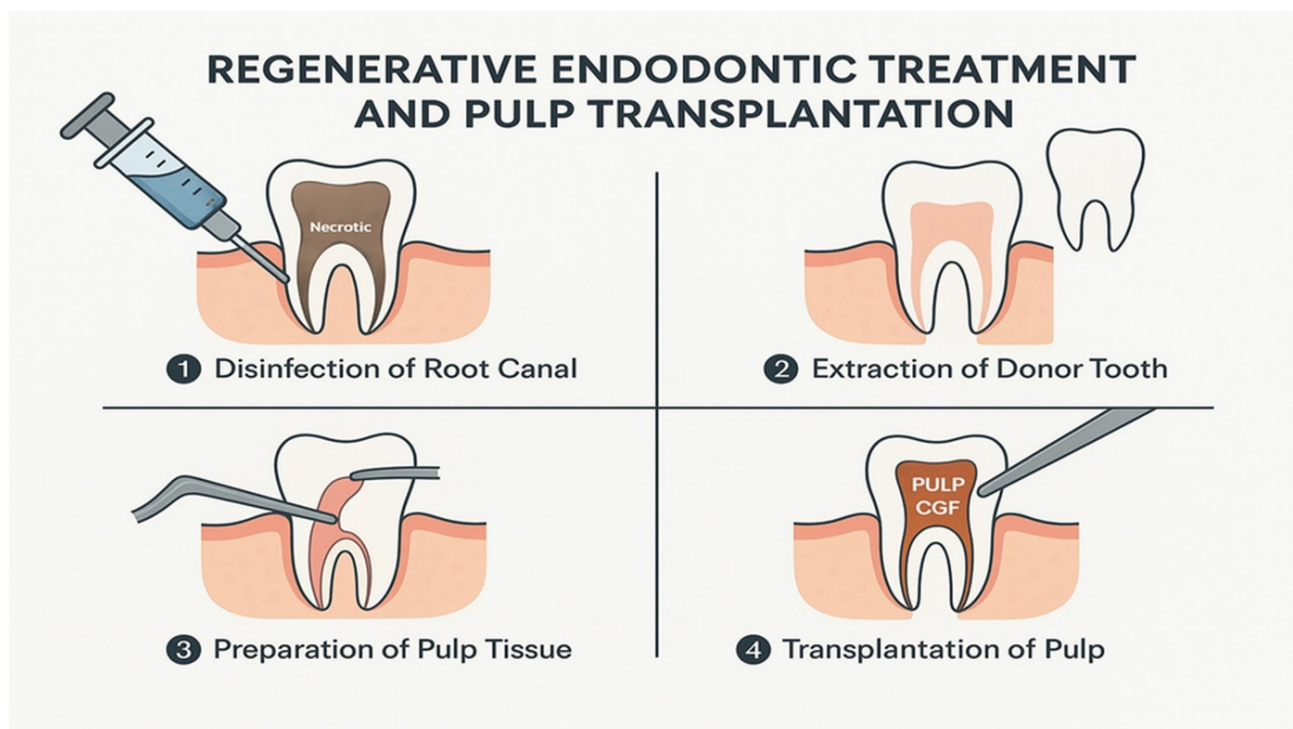 REGENERATIVE ENDODONTIC TREATMENT
AND PULP TRANSPLANTATION
Necrotic
1 Disinfection of Root Canal
2 Extraction of Donor Tooth
3 Preparation of Pulp Tissue
PULP
CGF
4 Transplantation of Pulp